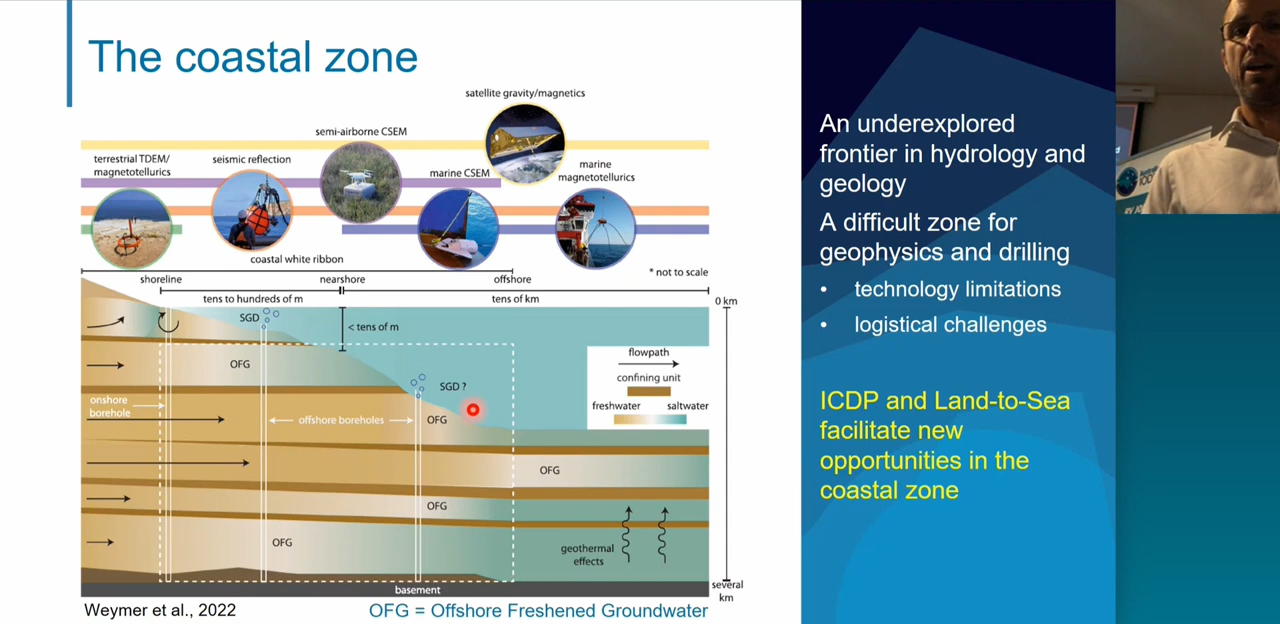 The coastal zone
satellite gravity/magnetics
semi-airborne CSEM
terrestrial TDEM/
magnetotellurics
seismic reflection
marine CSEM
marine
magnetotellurics
coastal white ribbon
* not to scale
shoreline
nearshore
offshore
tens to hundreds of m
tens of km
0 km
SGD
< tens of m
OFG
SGD ?
flowpath
confining unit
freshwater saltwater
onshore
borehole
offshore boreholes
OFG
OFG
OFG
OFG
geothermal
effects
basement
several
km
Weymer et al., 2022
OFG = Offshore Freshened Groundwater
An underexplored
frontier in hydrology and
geology
A difficult zone for
geophysics and drilling
• technology limitations
• logistical challenges
ICDP and Land-to-Sea
facilitate new
opportunities in the
coastal zone